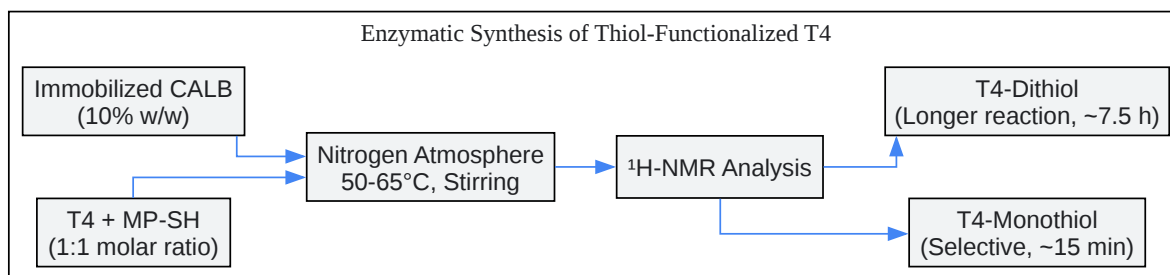 Enzymatic Synthesis of Thiol-Functionalized T4
Immobilized CALB
(10% w/w)
T4 + MP-SH
(1:1 molar ratio)
Nitrogen Atmosphere
50-65°C, Stirring
¹H-NMR Analysis
T4-Dithiol
(Longer reaction, ~7.5 h)
T4-Monothiol
(Selective, ~15 min)